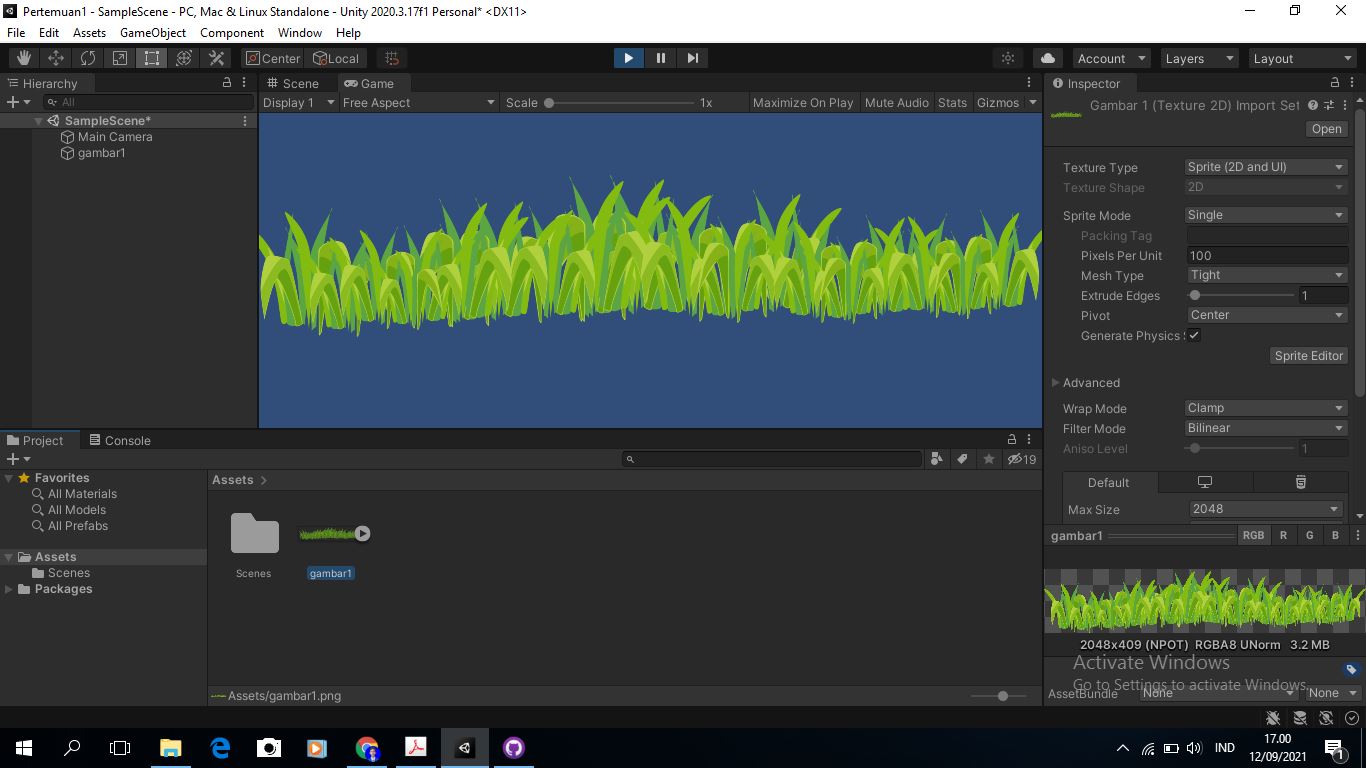 Pertemuan1 - SampleScene - PC, Mac & Linux Standalone - Unity 2020.3.17f1 Personal* <DX11>
File Edit Assets GameObject Component Window Help
Center Local Account Layers Layout
Hierarchy
All
SampleScene*
Main Camera
gambar1
Scene Game
Display 1 Free Aspect Scale 1x Maximize On Play Mute Audio Stats Gizmos
Inspector
Gambar 1 (Texture 2D) Import Set
Open
Texture Type Sprite (2D and UI)
Texture Shape 2D
Sprite Mode Single
Packing Tag
Pixels Per Unit 100
Mesh Type Tight
Extrude Edges 1
Pivot Center
Generate Physics
Sprite Editor
Advanced
Wrap Mode Clamp
Filter Mode Bilinear
Aniso Level 1
Default
Max Size 2048
gambar1 RGB R G B
2048x409 (NPOT) RGBA8 UNorm 3.2 MB
Activate Windows
Go to Settings to activate Windows.
AssetBundle None None
Project Console
19
Favorites
All Materials
All Models
All Prefabs
Assets
Scenes
Packages
Assets
Scenes
gambar1
Assets/gambar1.png
IND
17.00
12/09/2021
1